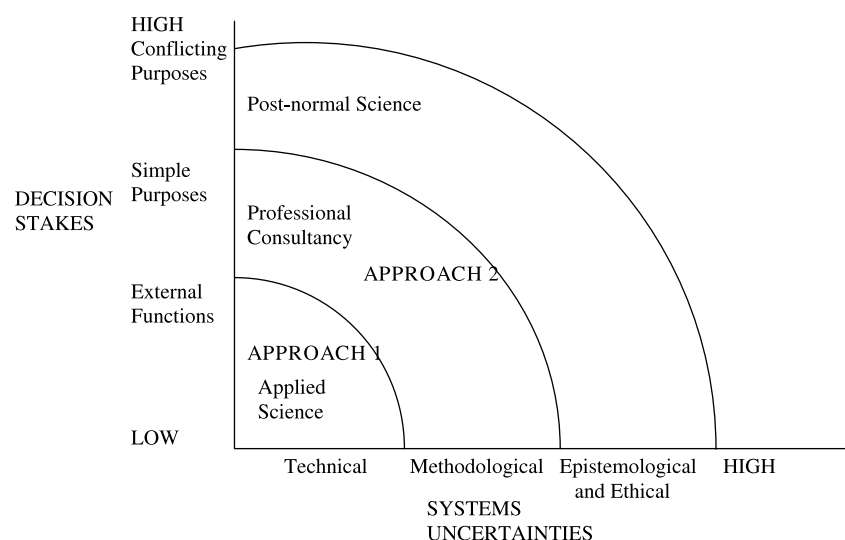 HIGH
Conflicting
Purposes
Post-normal Science
Simple
Purposes
DECISION
STAKES
Professional
Consultancy
APPROACH 2
External
Functions
APPROACH 1
Applied
Science
LOW
Technical
Methodological
Epistemological
and Ethical
HIGH
SYSTEMS
UNCERTAINTIES